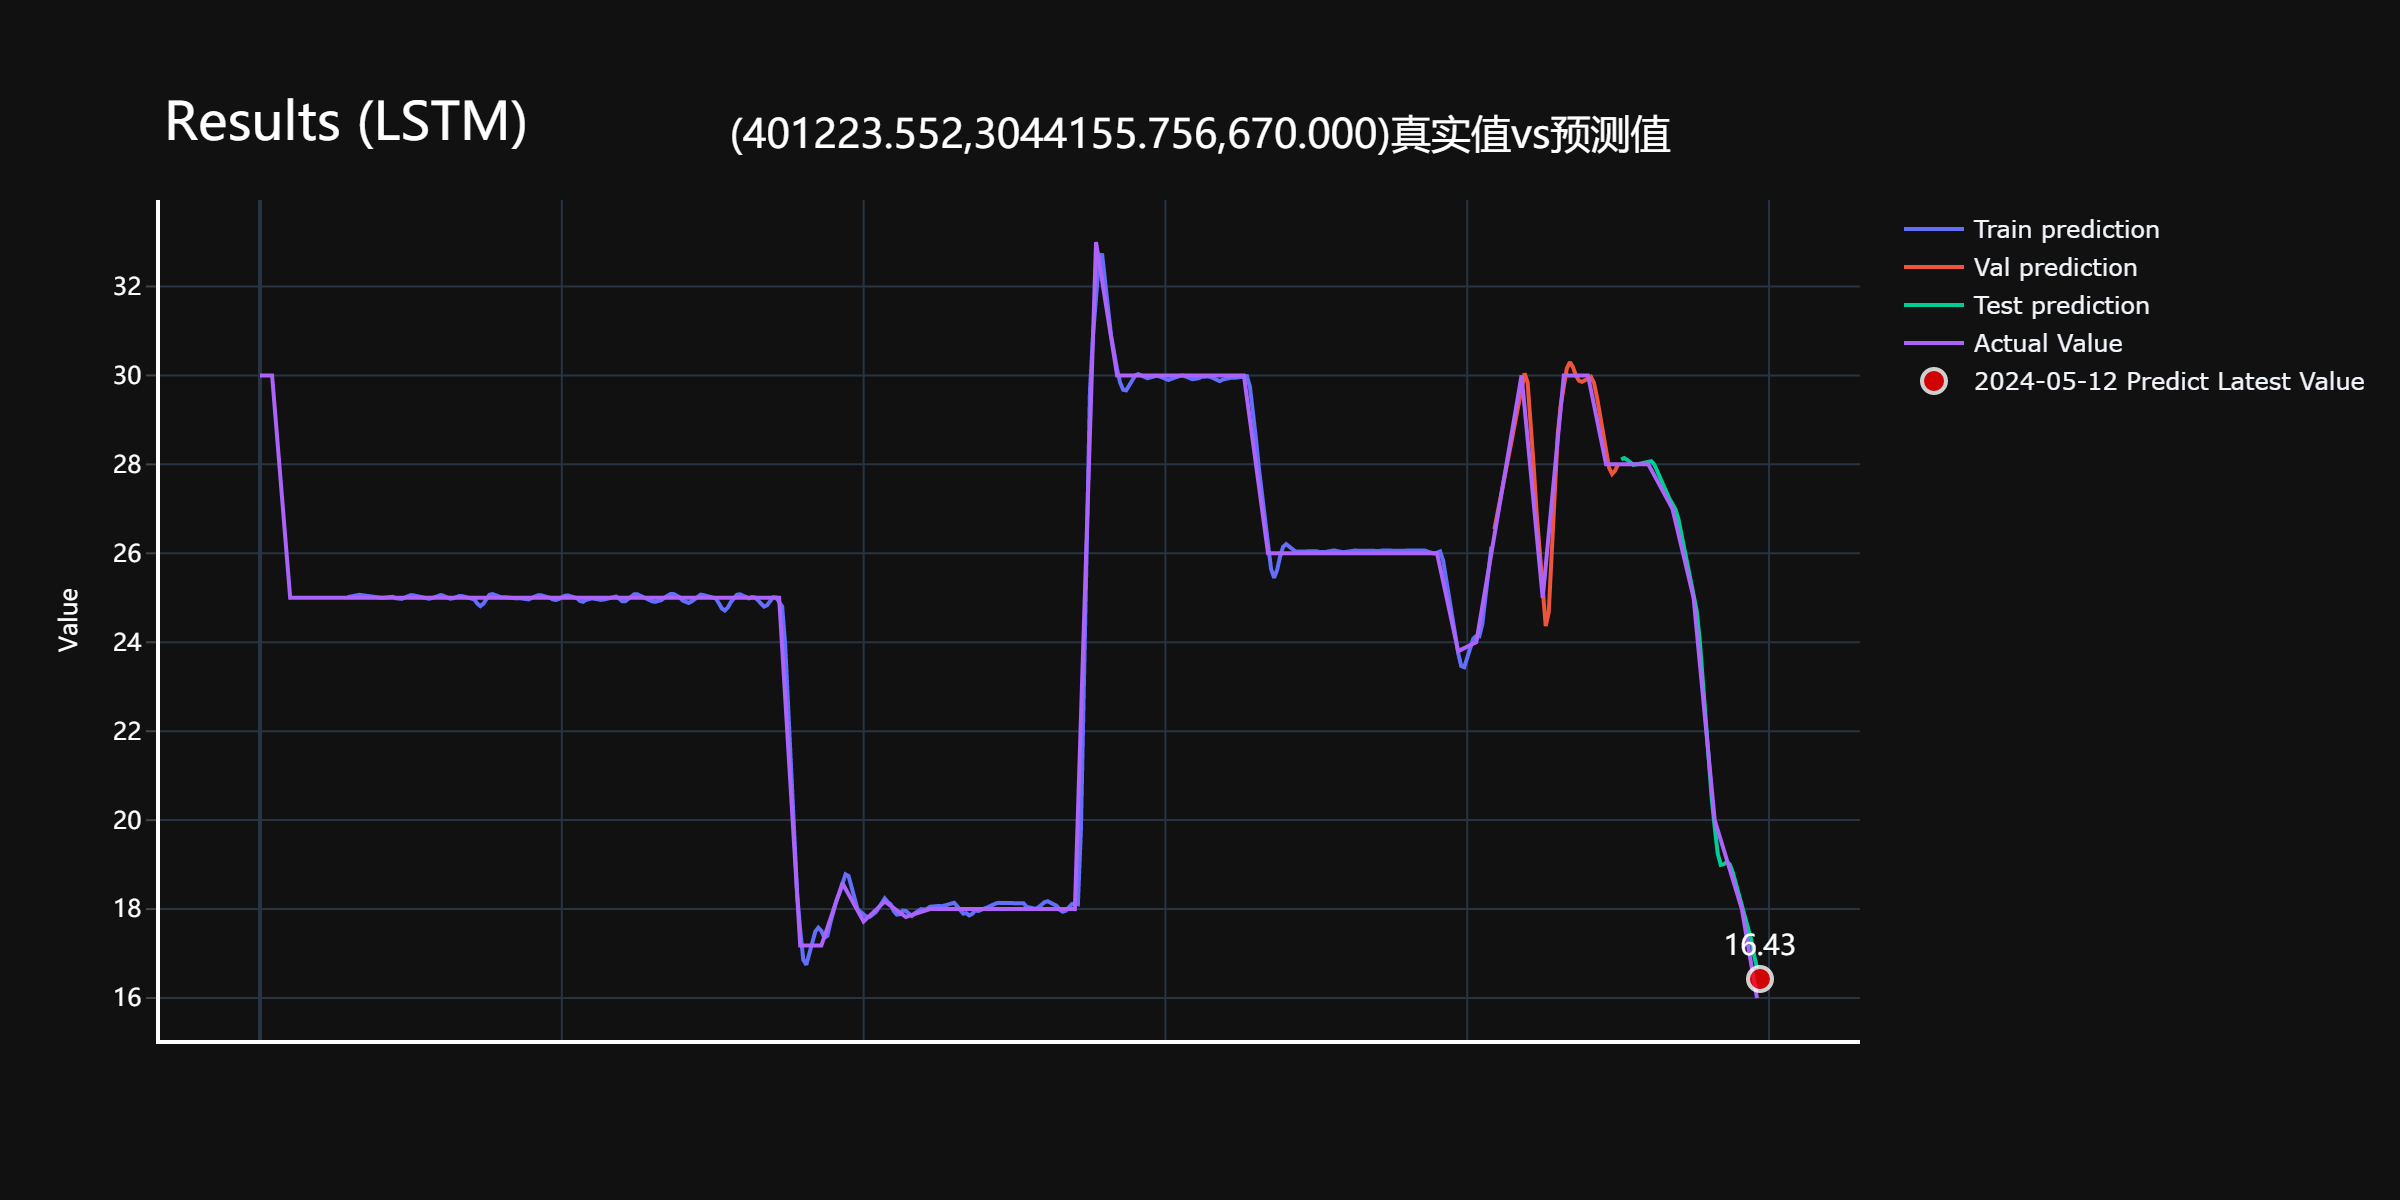 Results (LSTM)
(401223.552,3044155.756,670.000)真实值vs预测值
Train prediction
Val prediction
Test prediction
Actual Value
2024-05-12 Predict Latest Value
32
30
28
26
24
22
20
18
16
Value
16.43